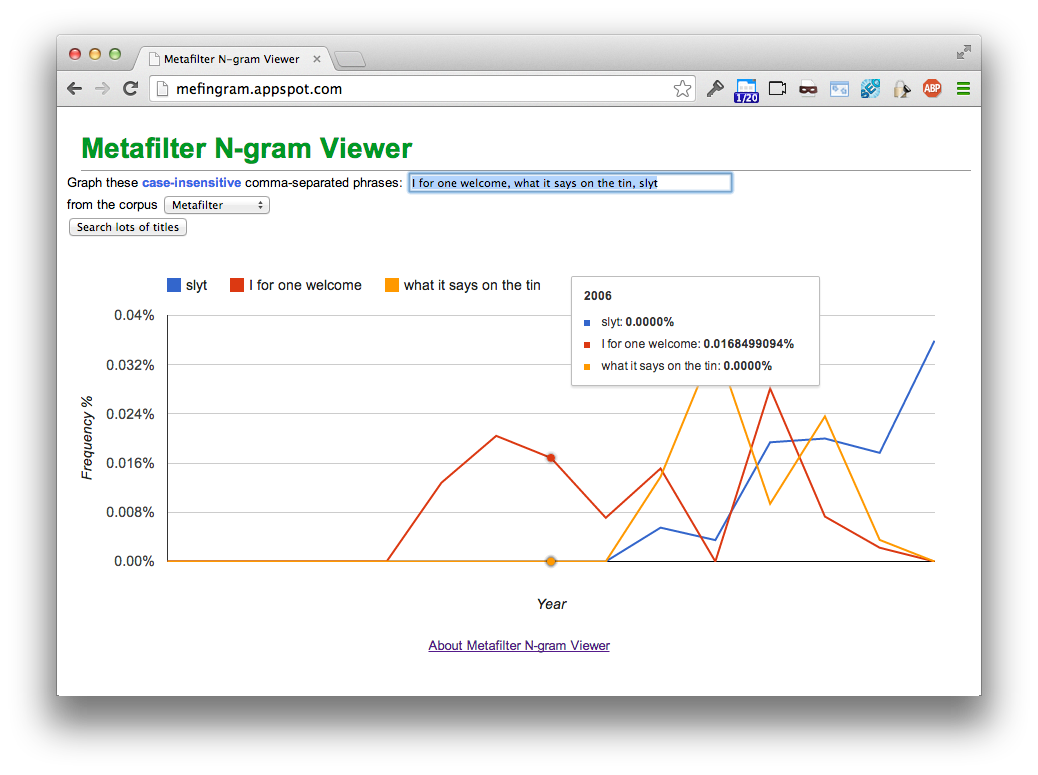 Metafilter N-gram Viewer
mefingram.appspot.com
1/20
ABP
Metafilter N-gram Viewer
Graph these case-insensitive comma-separated phrases: I for one welcome, what it says on the tin, slyt
from the corpus Metafilter
Search lots of titles
slyt I for one welcome what it says on the tin
2006
slyt: 0.0000%
I for one welcome: 0.0168499094%
what it says on the tin: 0.0000%
0.04%
0.032%
0.024%
0.016%
0.008%
0.00%
Frequency %
Year
About Metafilter N-gram Viewer